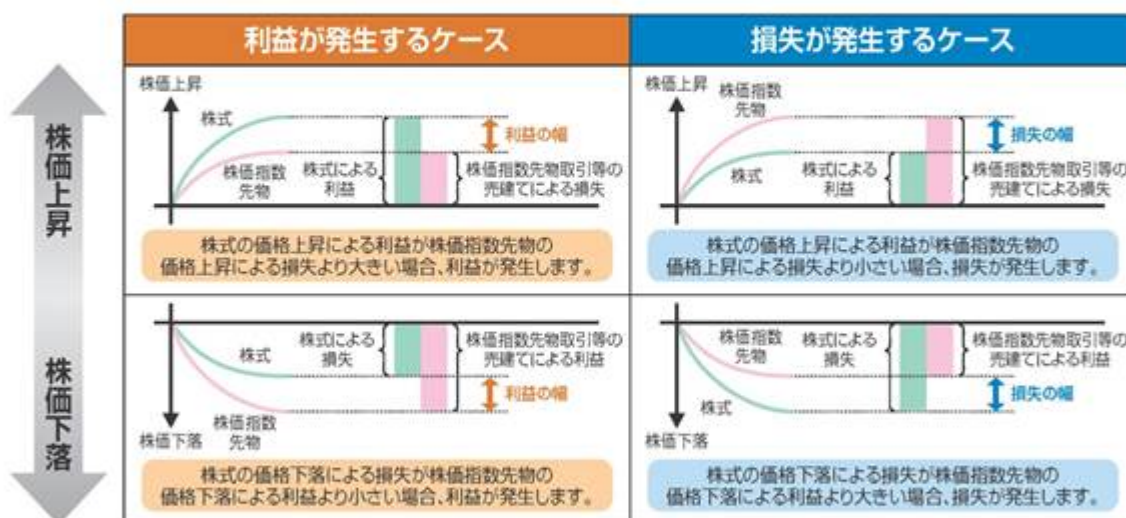 利益が発生するケース
損失が発生するケース
株価上昇
株価下落
株価上昇
株式
株価指数
先物
株式による
利益
利益の幅
株価指数先物取引等の
売建てによる損失
株式の価格上昇による利益が株価指数先物の
価格上昇による損失より大きい場合、利益が発生します。
株価上昇
株価指数
先物
株式
株式による
利益
損失の幅
株価指数先物取引等の
売建てによる損失
株式の価格上昇による利益が株価指数先物の
価格上昇による損失より小さい場合、損失が発生します。
株式
株式による
損失
株価指数先物取引等の
売建てによる利益
利益の幅
株価指数
先物
株価下落
株式の価格下落による損失が株価指数先物の
価格下落による利益より小さい場合、利益が発生します。
株価指数
先物
株式による
損失
株価指数先物取引等の
売建てによる利益
株式
損失の幅
株価下落
株式の価格下落による損失が株価指数先物の
価格下落による利益より大きい場合、損失が発生します。